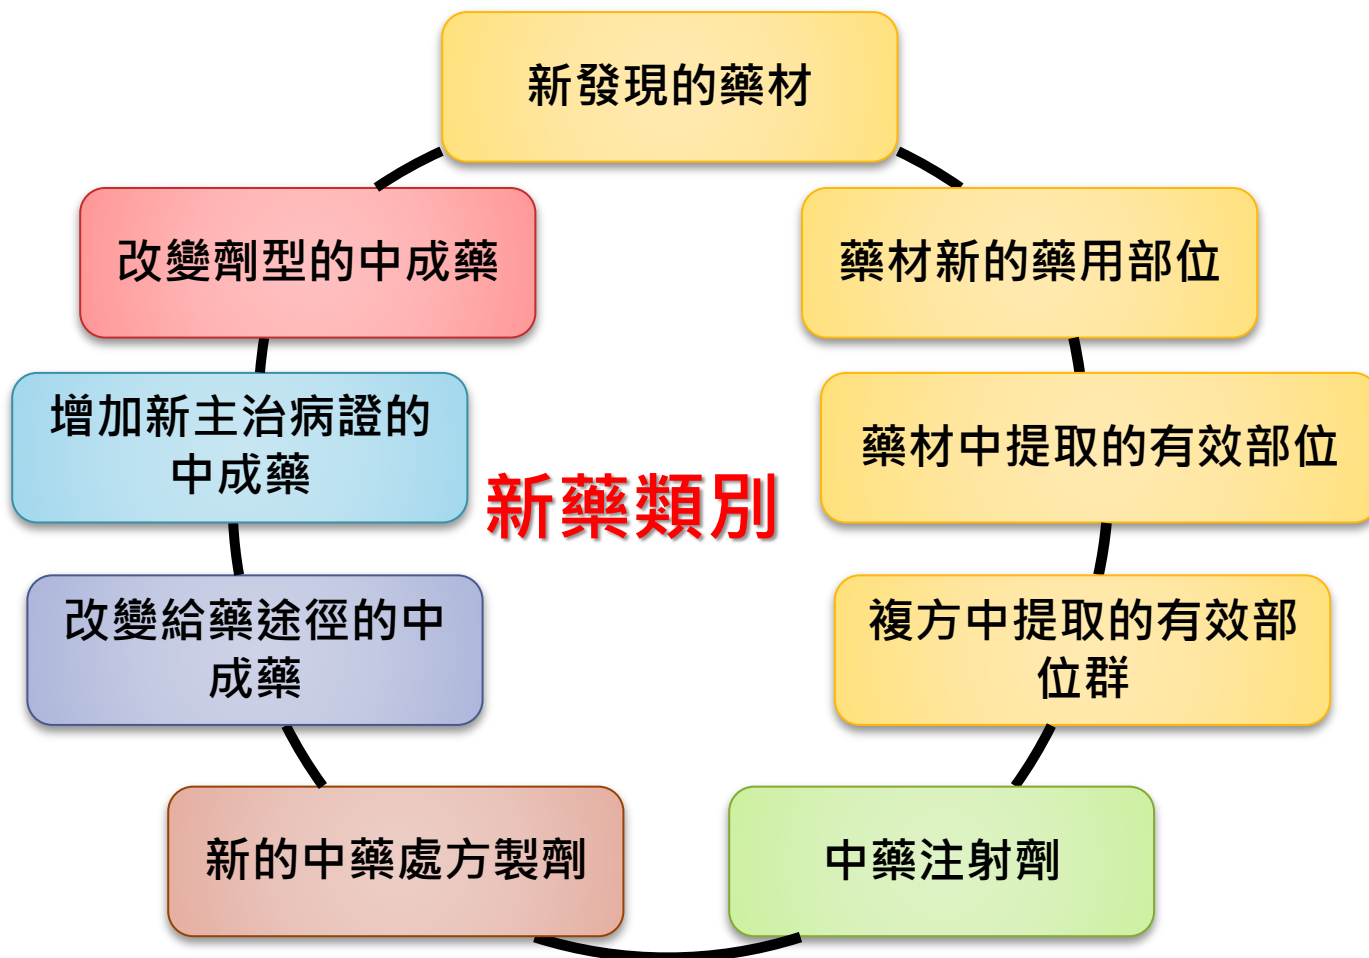 新發現的藥材
改變劑型的中成藥
藥材新的藥用部位
增加新主治病證的
中成藥
藥材中提取的有效部位
新藥類別
改變給藥途徑的中
成藥
複方中提取的有效部
位群
新的中藥處方製劑
中藥注射劑